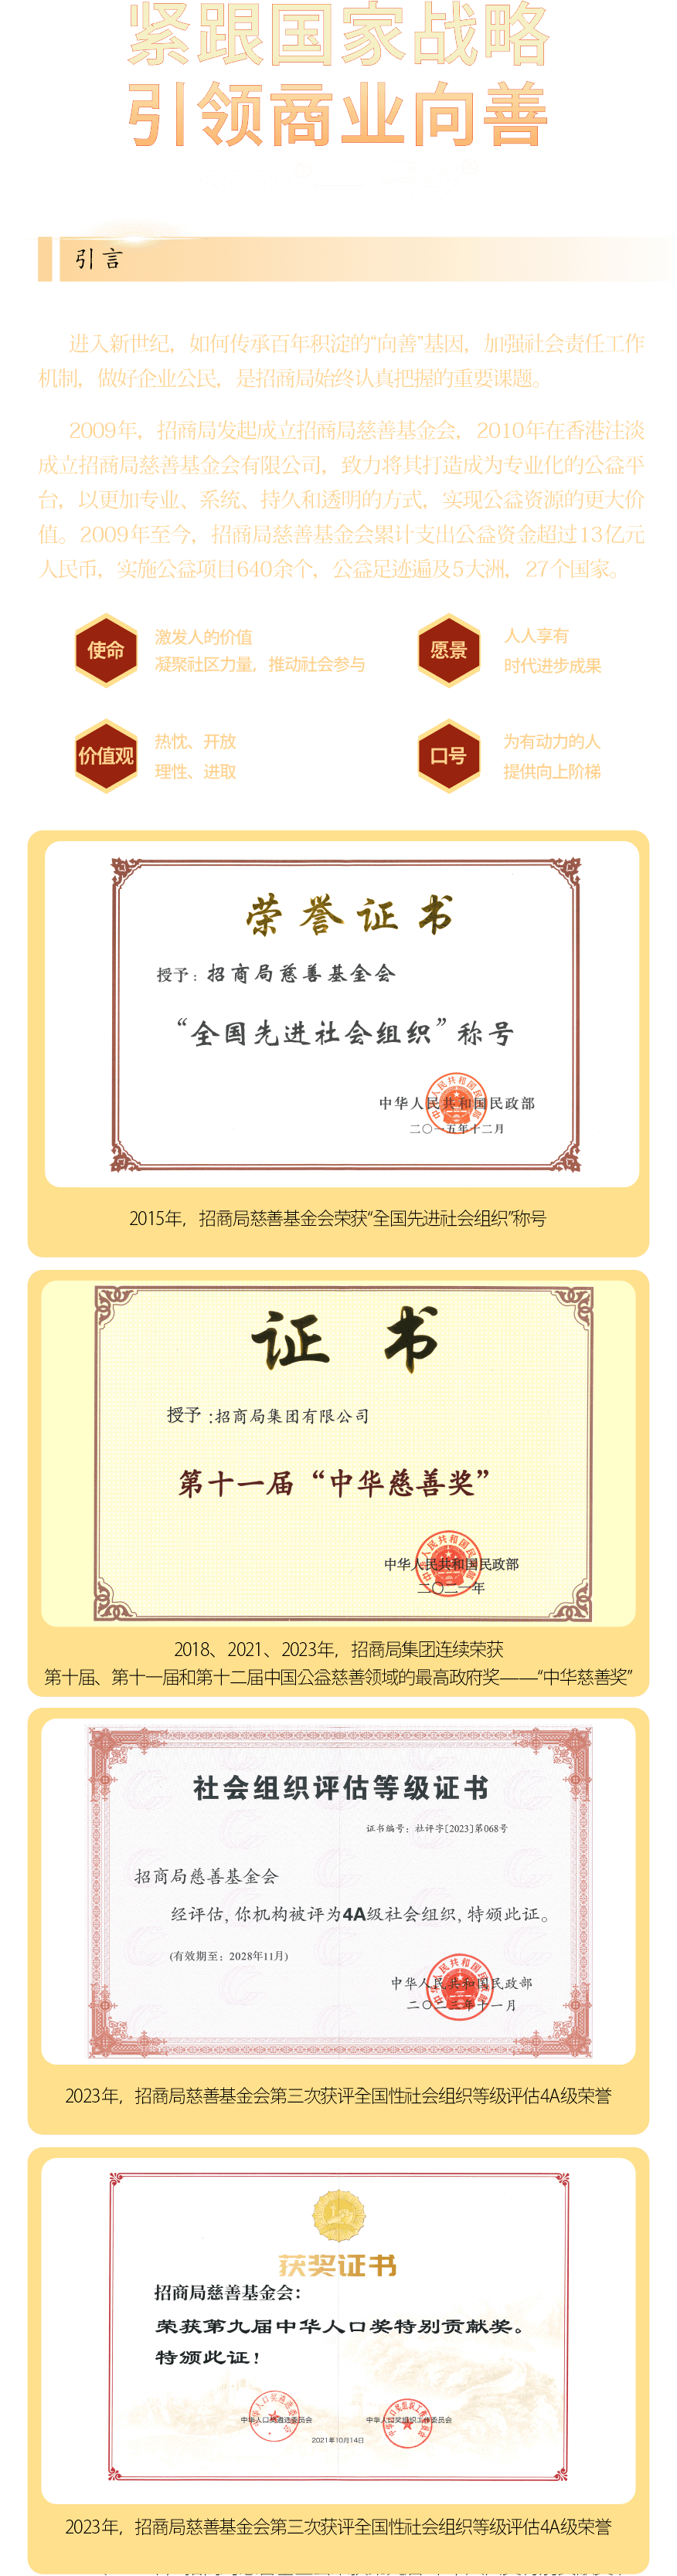 紧跟国家战略
引领商业向善
引言
进入新世纪，如何传承百年积淀的“向善”基因，加强社会责任工作
机制，做好企业公民，是招商局始终认真把握的重要课题。
2009年，招商局发起成立招商局慈善基金会，2010年在香港注淡
成立招商局慈善基金会有限公司，致力将其打造成为专业化的公益平
台，以更加专业、系统、持久和透明的方式，实现公益资源的更大价
值。2009年至今，招商局慈善基金会累计支出公益资金超过13亿元
人民币，实施公益项目640余个，公益足迹遍及5大洲，27个国家。
使命
激发人的价值
凝聚社区力量，推动社会参与
愿景
人人享有
时代进步成果
价值观
热忱、开放
理性、进取
口号
为有动力的人
提供向上阶梯
荣誉证书
授予：招商局慈善基金会
“全国先进社会组织”称号
中华人民共和国民政部
二〇一五年十二月
2015年，招商局慈善基金会荣获“全国先进社会组织”称号
证书
授予：招商局集团有限公司
第十一届“中华慈善奖”
中华人民共和国民政部
二〇二一年
2018、2021、2023年，招商局集团连续荣获
第十届、第十一届和第十二届中国公益慈善领域的最高政府奖——“中华慈善奖”
社会组织评估等级证书
证书编号：社评字[2023]第068号
招商局慈善基金会
经评估，你机构被评为4A级社会组织，特颁此证。
(有效期至：2028年11月)
中华人民共和国民政部
二〇二三年十一月
2023年，招商局慈善基金会第三次获评全国性社会组织等级评估4A级荣誉
获奖证书
招商局慈善基金会：
荣获第九届中华人口奖特别贡献奖。
特颁此证！
中华人口奖遴选委员会
中华人口奖组织工作委员会
2021年10月14日
2023年，招商局慈善基金会第三次获评全国性社会组织等级评估4A级荣誉